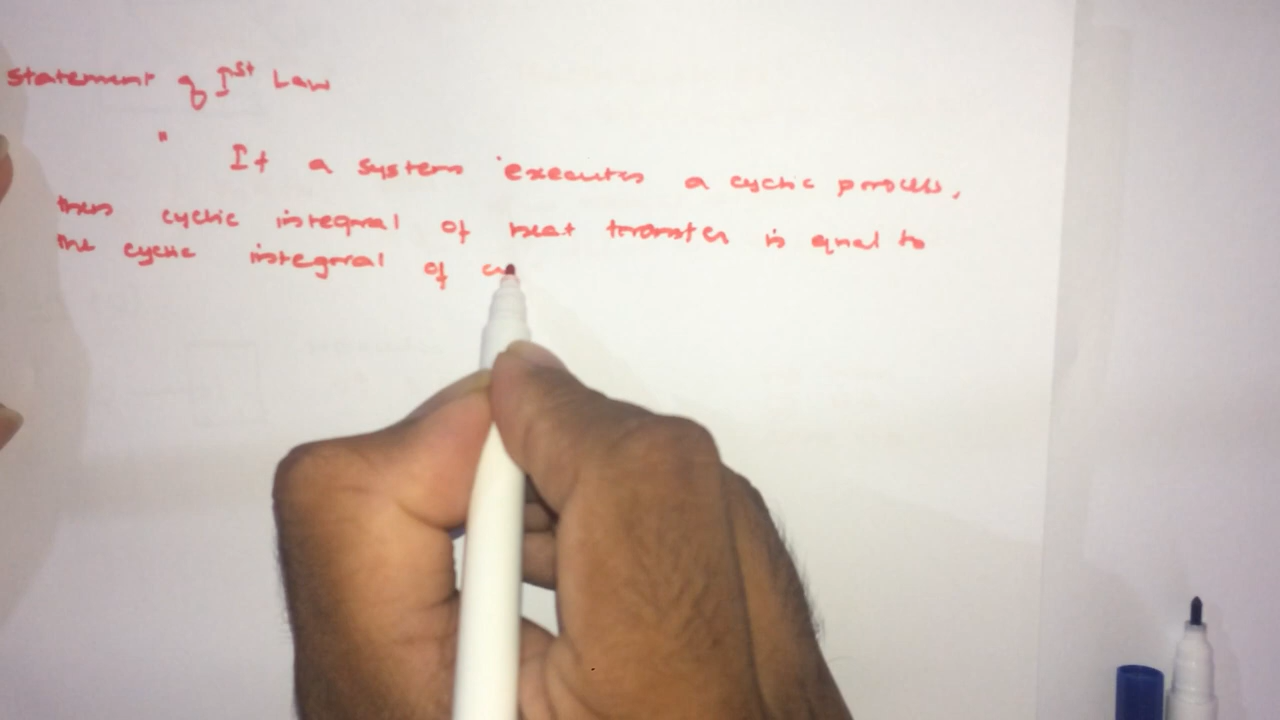 Statement of Ist Law
" If a system executes a cyclic process,
then cyclic integral of heat transfer is equal to
the cyclic integral of